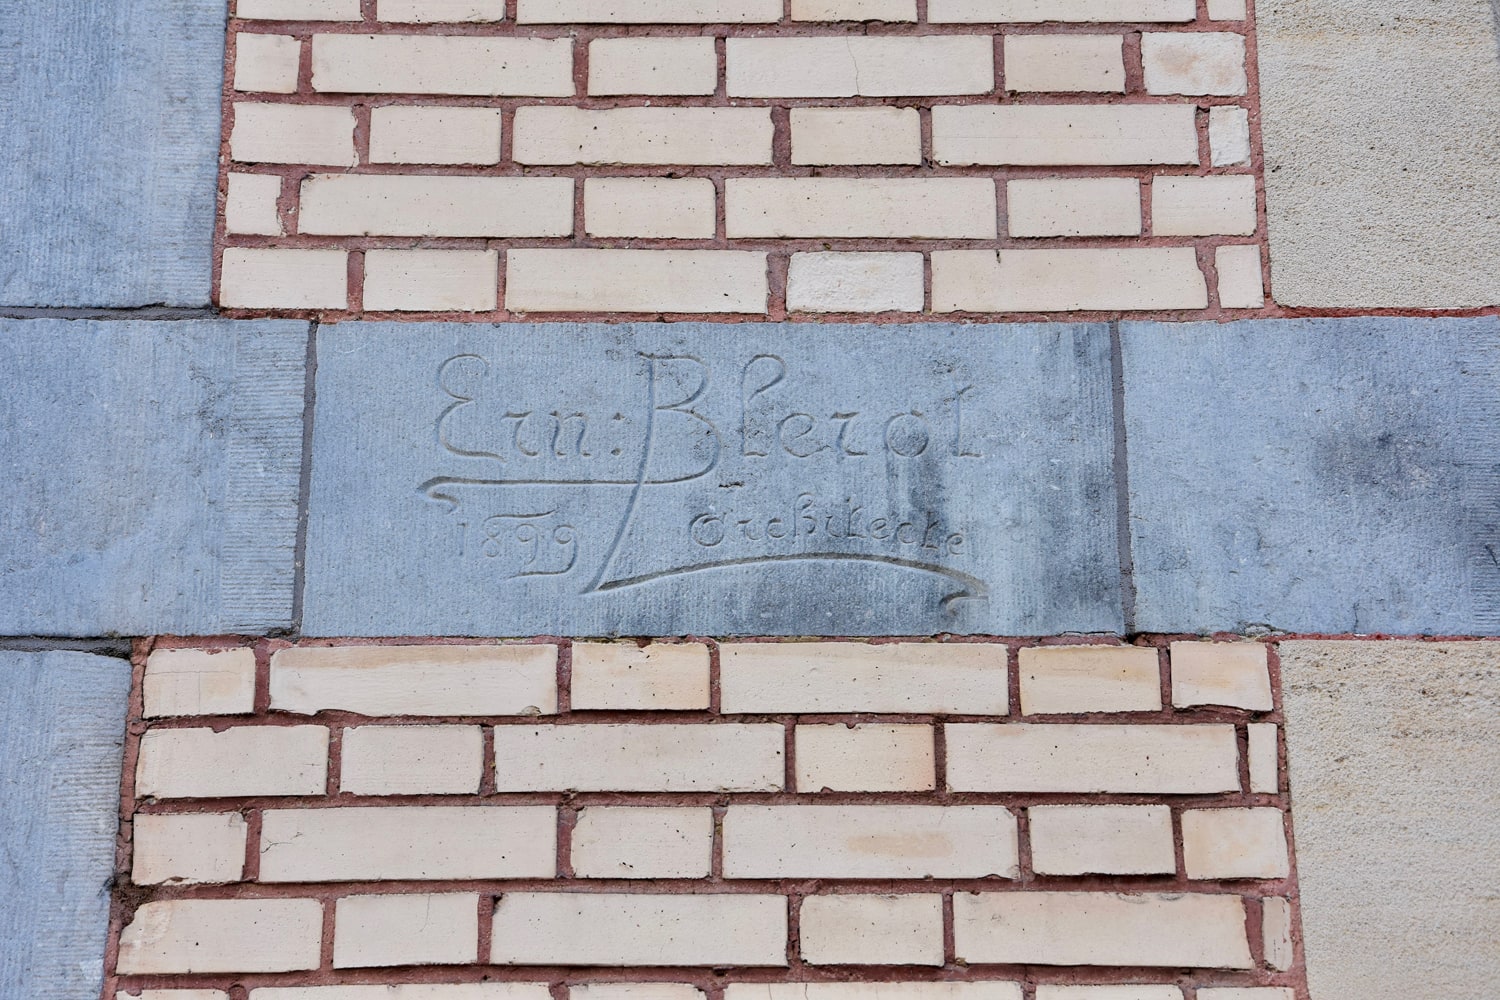 Ern: Blerot
1899 Architecte